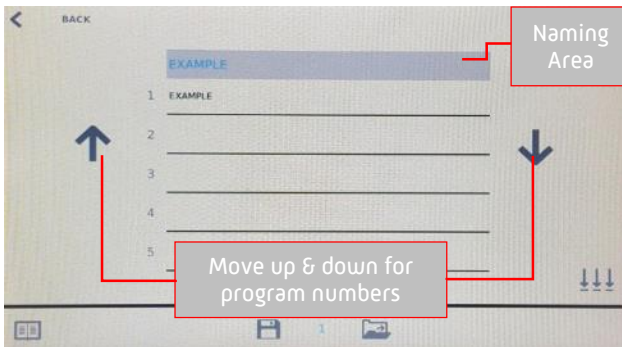 BACK
Naming
Area
EXAMPLE
1 EXAMPLE
2
3
4
5
Move up & down for
program numbers
1